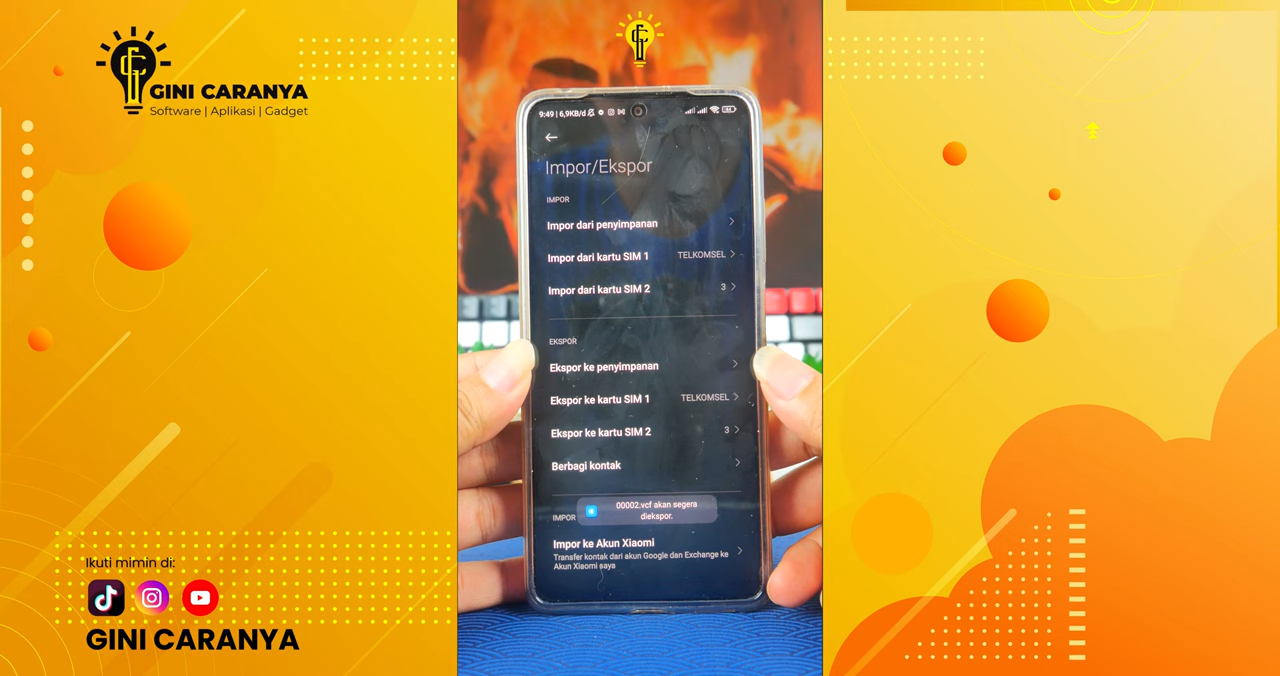 GINI CARANYA
Software | Aplikasi | Gadget
9:49 | 6,9KB/d
44
Impor/Ekspor
IMPOR
Impor dari penyimpanan
Impor dari kartu SIM 1 TELKOMSEL
Impor dari kartu SIM 2 3
EKSPOR
Ekspor ke penyimpanan
Ekspor ke kartu SIM 1 TELKOMSEL
Ekspor ke kartu SIM 2 3
Berbagi kontak
00002.vcf akan segera
diekspor.
IMPOR
Impor ke Akun Xiaomi
Transfer kontak dari akun Google dan Exchange ke
Akun Xiaomi saya
Ikuti mimin di:
GINI CARANYA